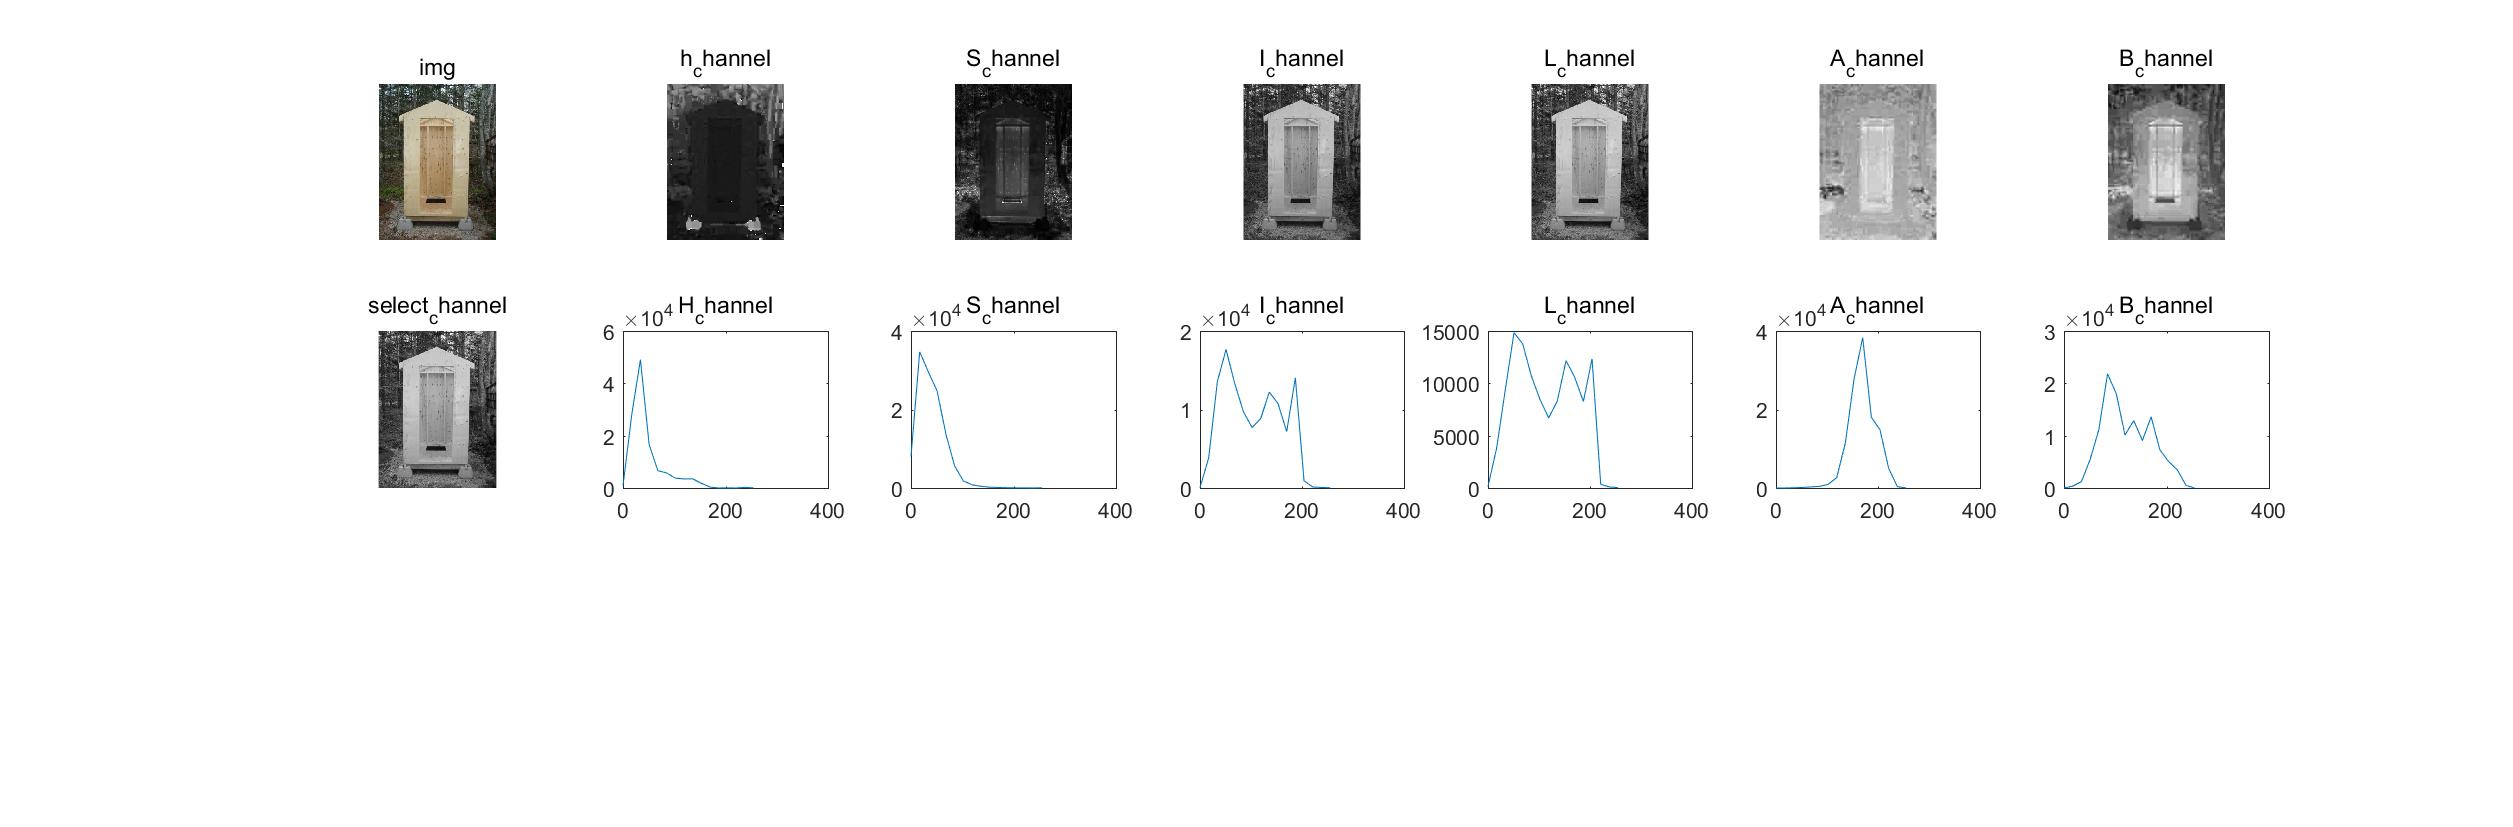 img
h_channel
S_channel
I_channel
L_channel
A_channel
B_channel
select_channel
×10^4 H_channel
6
4
2
0
0 200 400
×10^4 S_channel
4
2
0
0 200 400
×10^4 I_channel
2
1
0
0 200 400
L_channel
15000
10000
5000
0
0 200 400
×10^4 A_channel
4
2
0
0 200 400
×10^4 B_channel
3
2
1
0
0 200 400